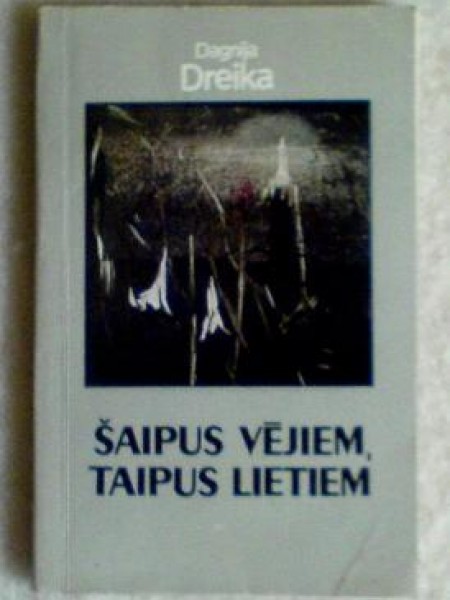 Dagnija
Dreika
ŠAIPUS VĒJIEM,
TAIPUS LIETIEM